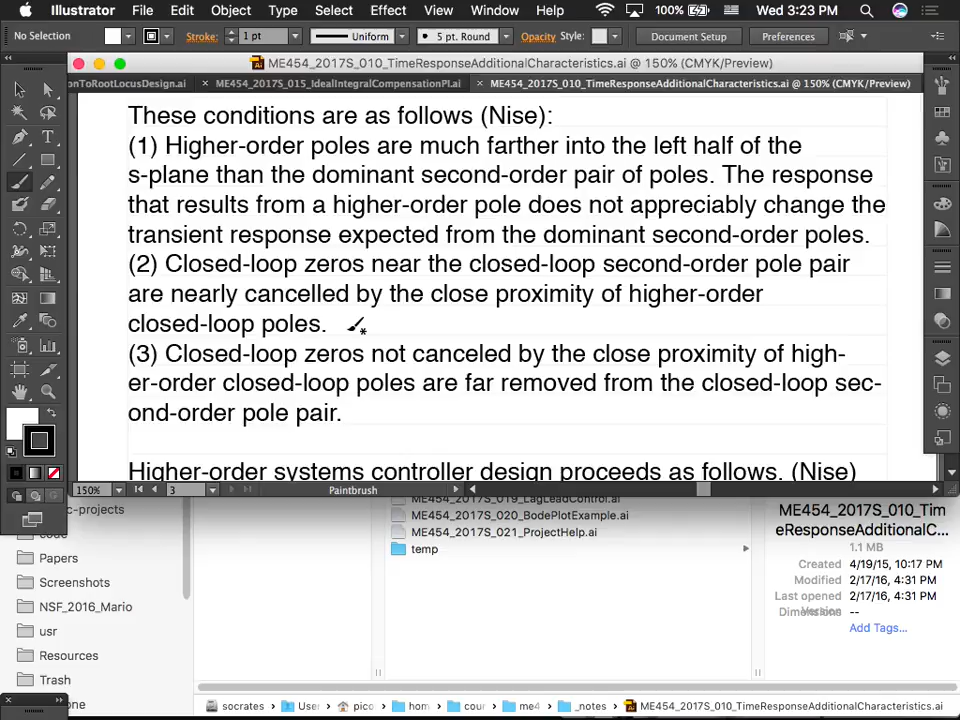 Illustrator File Edit Object Type Select Effect View Window Help 100% Wed 3:23 PM
No Selection Stroke: 1 pt Uniform 5 pt. Round Opacity Style: Document Setup Preferences
ME454_2017S_010_TimeResponseAdditionalCharacteristics.ai @ 150% (CMYK/Preview)
onToRootLocusDesign.ai ME454_2017S_015_IdealIntegralCompensationPI.ai ME454_2017S_010_TimeResponseAdditionalCharacteristics.ai @ 150% (CMYK/Preview)
These conditions are as follows (Nise):
(1) Higher-order poles are much farther into the left half of the
s-plane than the dominant second-order pair of poles. The response
that results from a higher-order pole does not appreciably change the
transient response expected from the dominant second-order poles.
(2) Closed-loop zeros near the closed-loop second-order pole pair
are nearly cancelled by the close proximity of higher-order
closed-loop poles.
(3) Closed-loop zeros not canceled by the close proximity of high-
er-order closed-loop poles are far removed from the closed-loop sec-
ond-order pole pair.
Higher-order systems controller design proceeds as follows. (Nise)
150% 3 Paintbrush
c-projects
code
Papers
Screenshots
NSF_2016_Mario
usr
Resources
Trash
ME454_2017S_019_LagLeadControl.ai
ME454_2017S_020_BodePlotExample.ai
ME454_2017S_021_ProjectHelp.ai
temp
ME454_2017S_010_Tim
eResponseAdditionalC...
1.1 MB
Created 4/19/15, 10:17 PM
Modified 2/17/16, 4:31 PM
Last opened 2/17/16, 4:31 PM
Version
Dimensions --
Add Tags...
socrates User pico hom cour me4 _notes ME454_2017S_010_TimeResponseAdditionalCharacteristics.ai